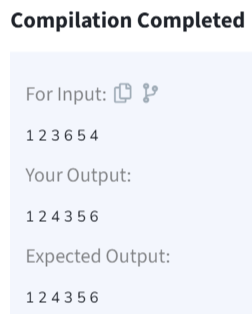 Compilation Completed
For Input:
1 2 3 6 5 4
Your Output:
1 2 4 3 5 6
Expected Output:
1 2 4 3 5 6